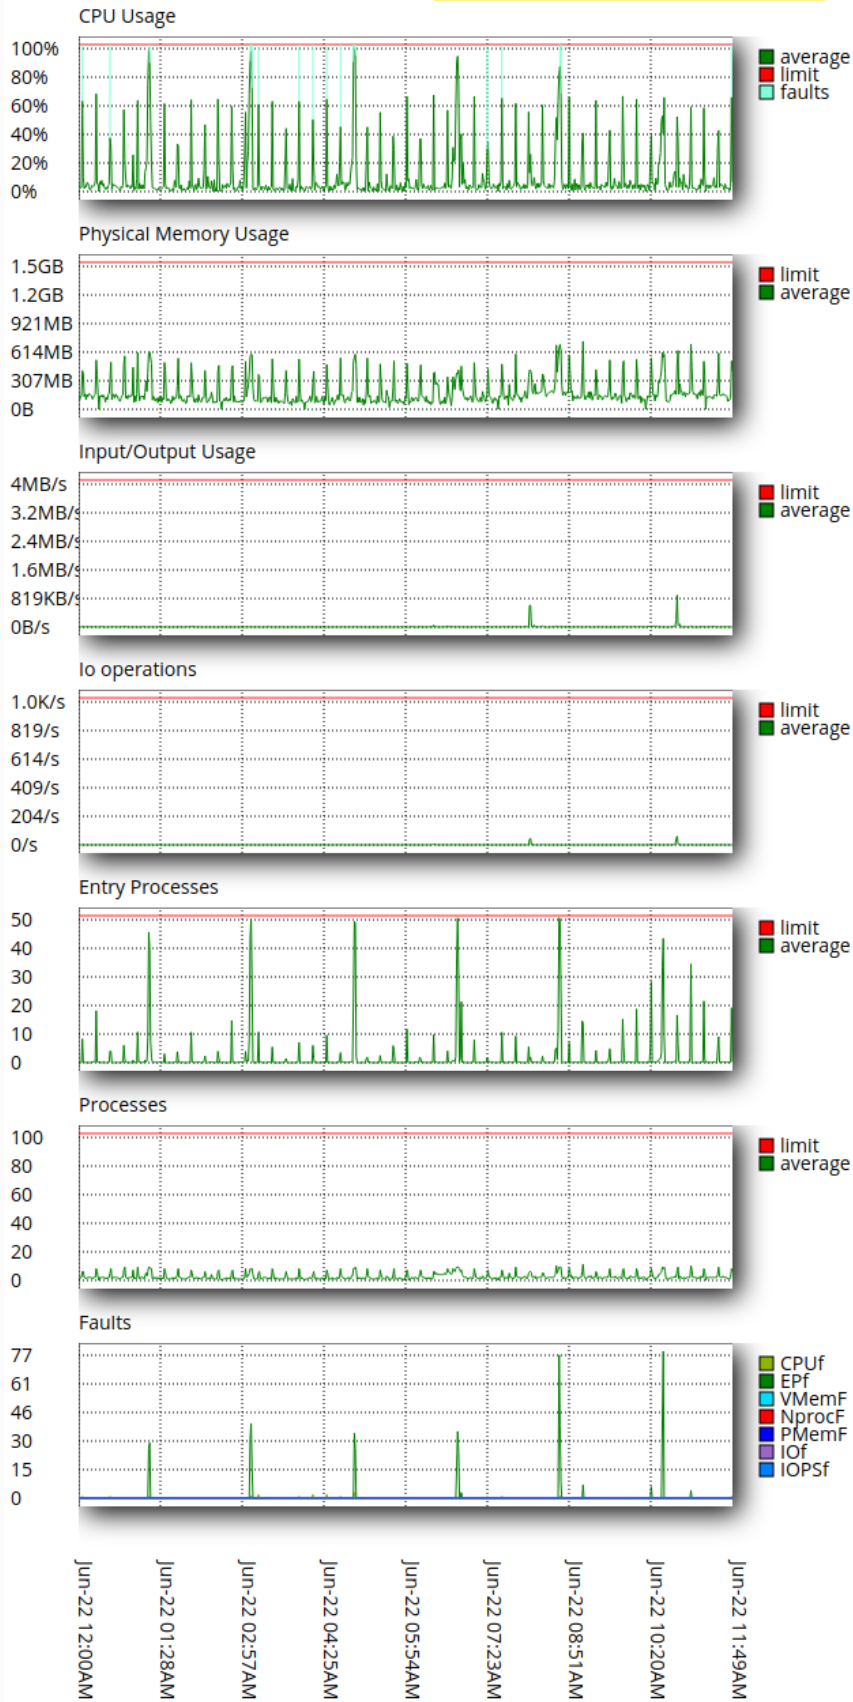 CPU Usage
100%
80%
60%
40%
20%
0%
average
limit
faults
Physical Memory Usage
1.5GB
1.2GB
921MB
614MB
307MB
0B
limit
average
Input/Output Usage
4MB/s
3.2MB/s
2.4MB/s
1.6MB/s
819KB/s
0B/s
limit
average
Io operations
1.0K/s
819/s
614/s
409/s
204/s
0/s
limit
average
Entry Processes
50
40
30
20
10
0
limit
average
Processes
100
80
60
40
20
0
limit
average
Faults
77
61
46
30
15
0
CPUf
EPf
VMemF
NprocF
PMemF
IOf
IOPSf
Jun-22 12:00AM
Jun-22 01:28AM
Jun-22 02:57AM
Jun-22 04:25AM
Jun-22 05:54AM
Jun-22 07:23AM
Jun-22 08:51AM
Jun-22 10:20AM
Jun-22 11:49AM